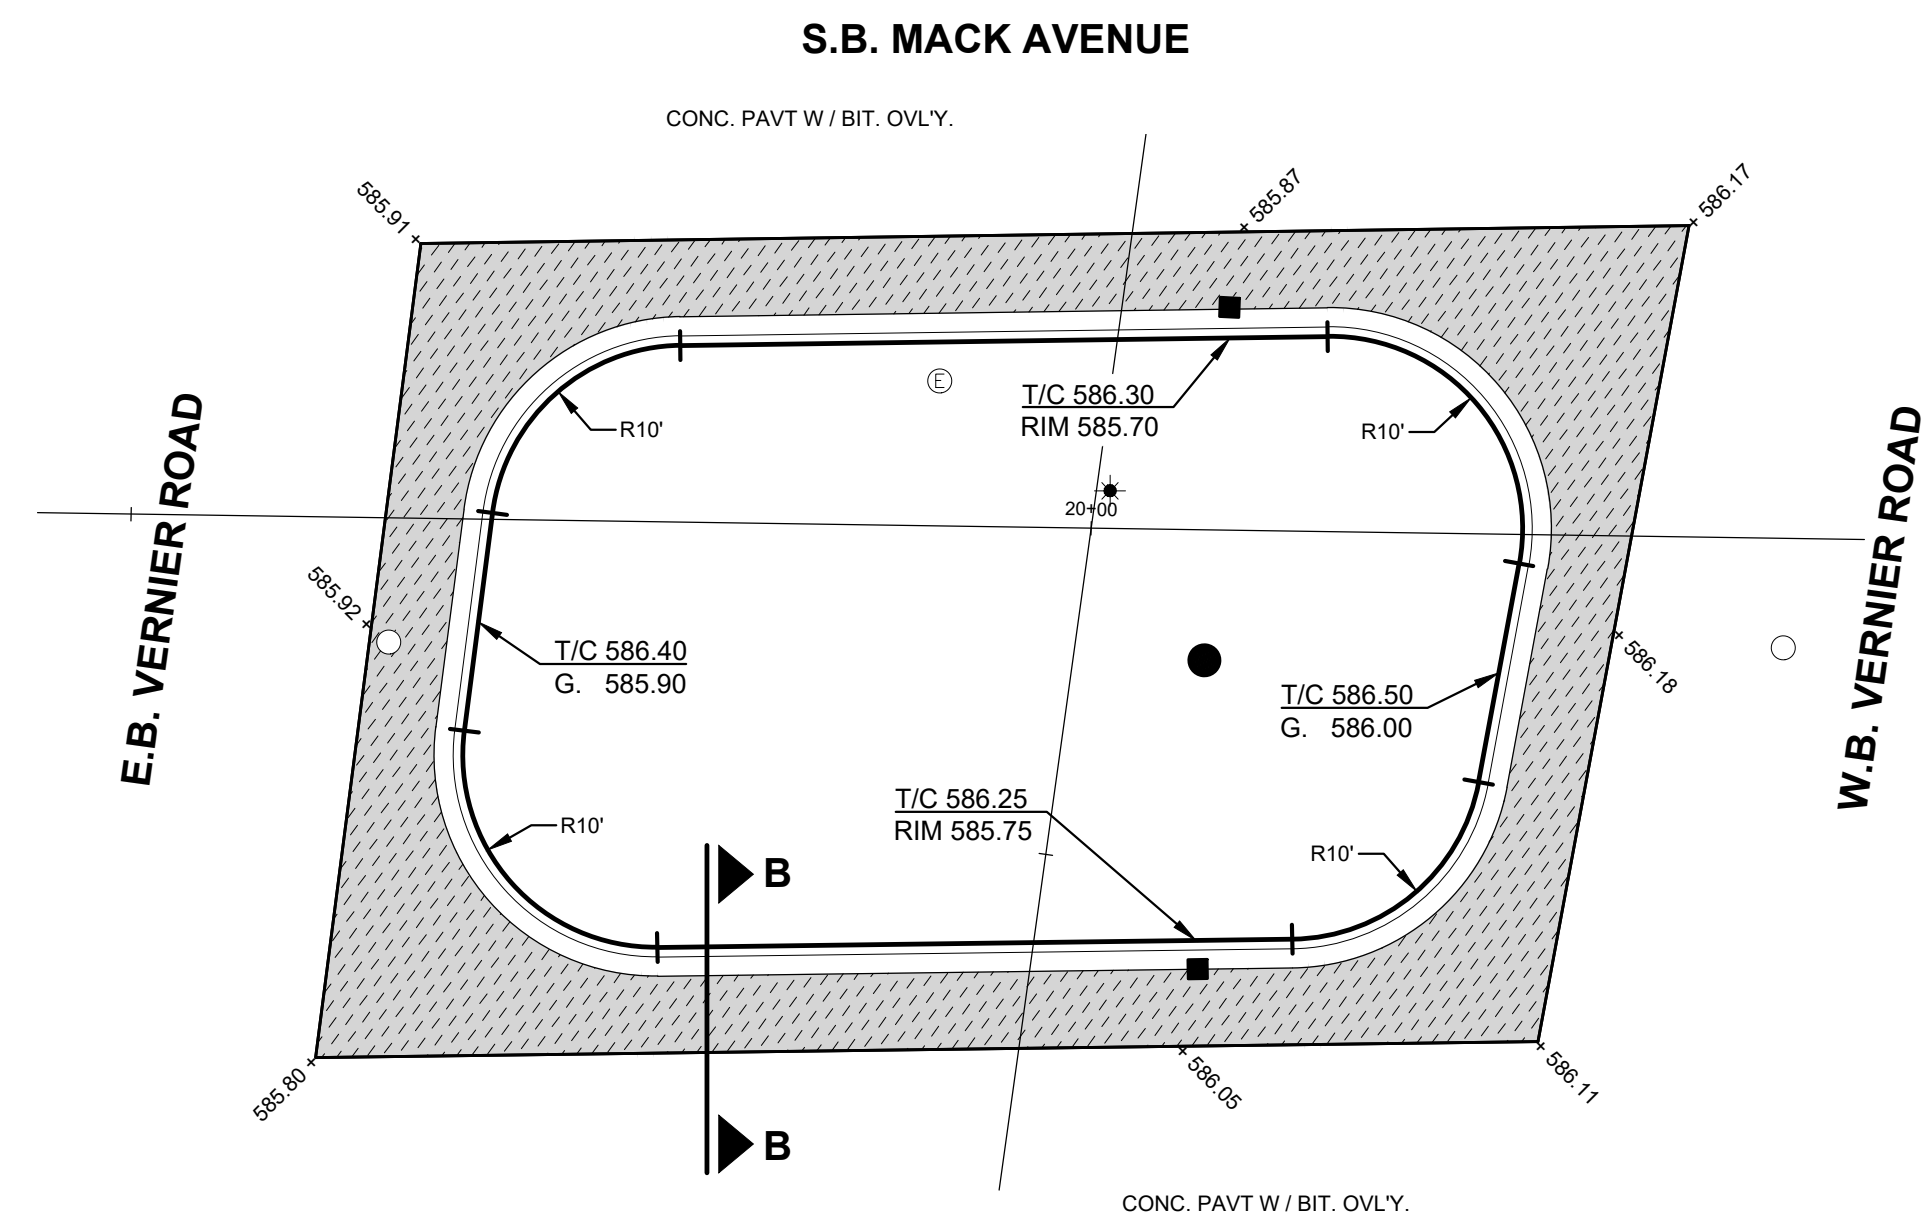 S.B. MACK AVENUE
CONC. PAVT W / BIT. OVL'Y.
585.91
585.87
586.17
T/C 586.30
RIM 585.70
E
R10'
R10'
20+00
E.B. VERNIER ROAD
W.B. VERNIER ROAD
585.92
T/C 586.40
G. 585.90
586.18
T/C 586.50
G. 586.00
T/C 586.25
RIM 585.75
R10'
R10'
B
585.80
586.05
586.11
B
CONC. PAVT W / BIT. OVL'Y.